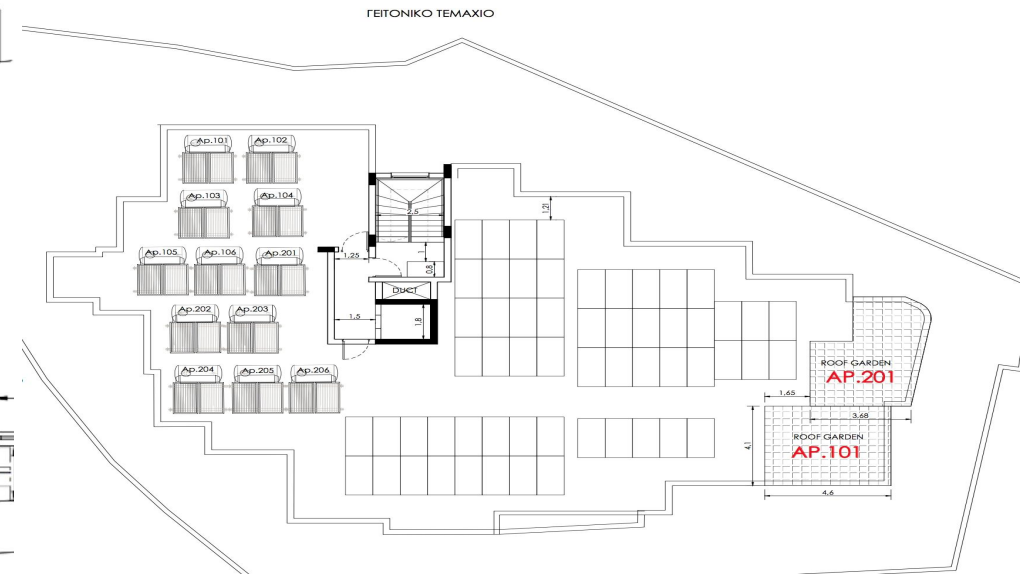 ΓΕΙΤΟΝΙΚΟ ΤΕΜΑΧΙΟ
Ap.101
Ap.102
Ap.103
Ap.104
Ap.105
Ap.106
Ap.201
Ap.202
Ap.203
Ap.204
Ap.205
Ap.206
2,5
1,21
1,25
1
0,8
DUCT
1,5
1,8
ROOF GARDEN
AP.201
1,65
3,68
4,1
ROOF GARDEN
AP.101
4,6